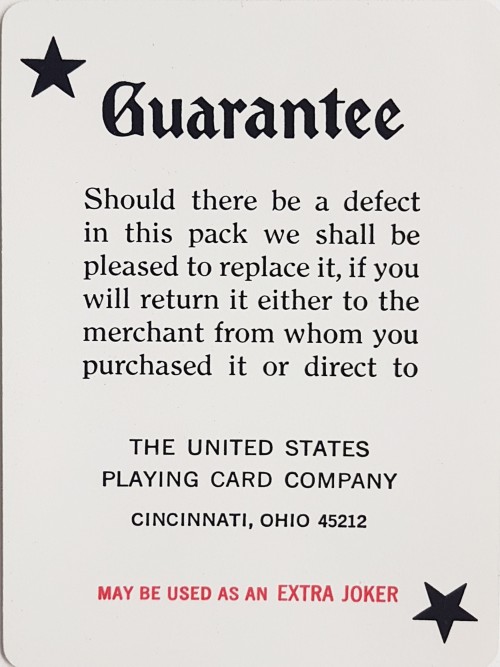 Guarantee
Should there be a defect
in this pack we shall be
pleased to replace it, if you
will return it either to the
merchant from whom you
purchased it or direct to
THE UNITED STATES
PLAYING CARD COMPANY
CINCINNATI, OHIO 45212
MAY BE USED AS AN EXTRA JOKER